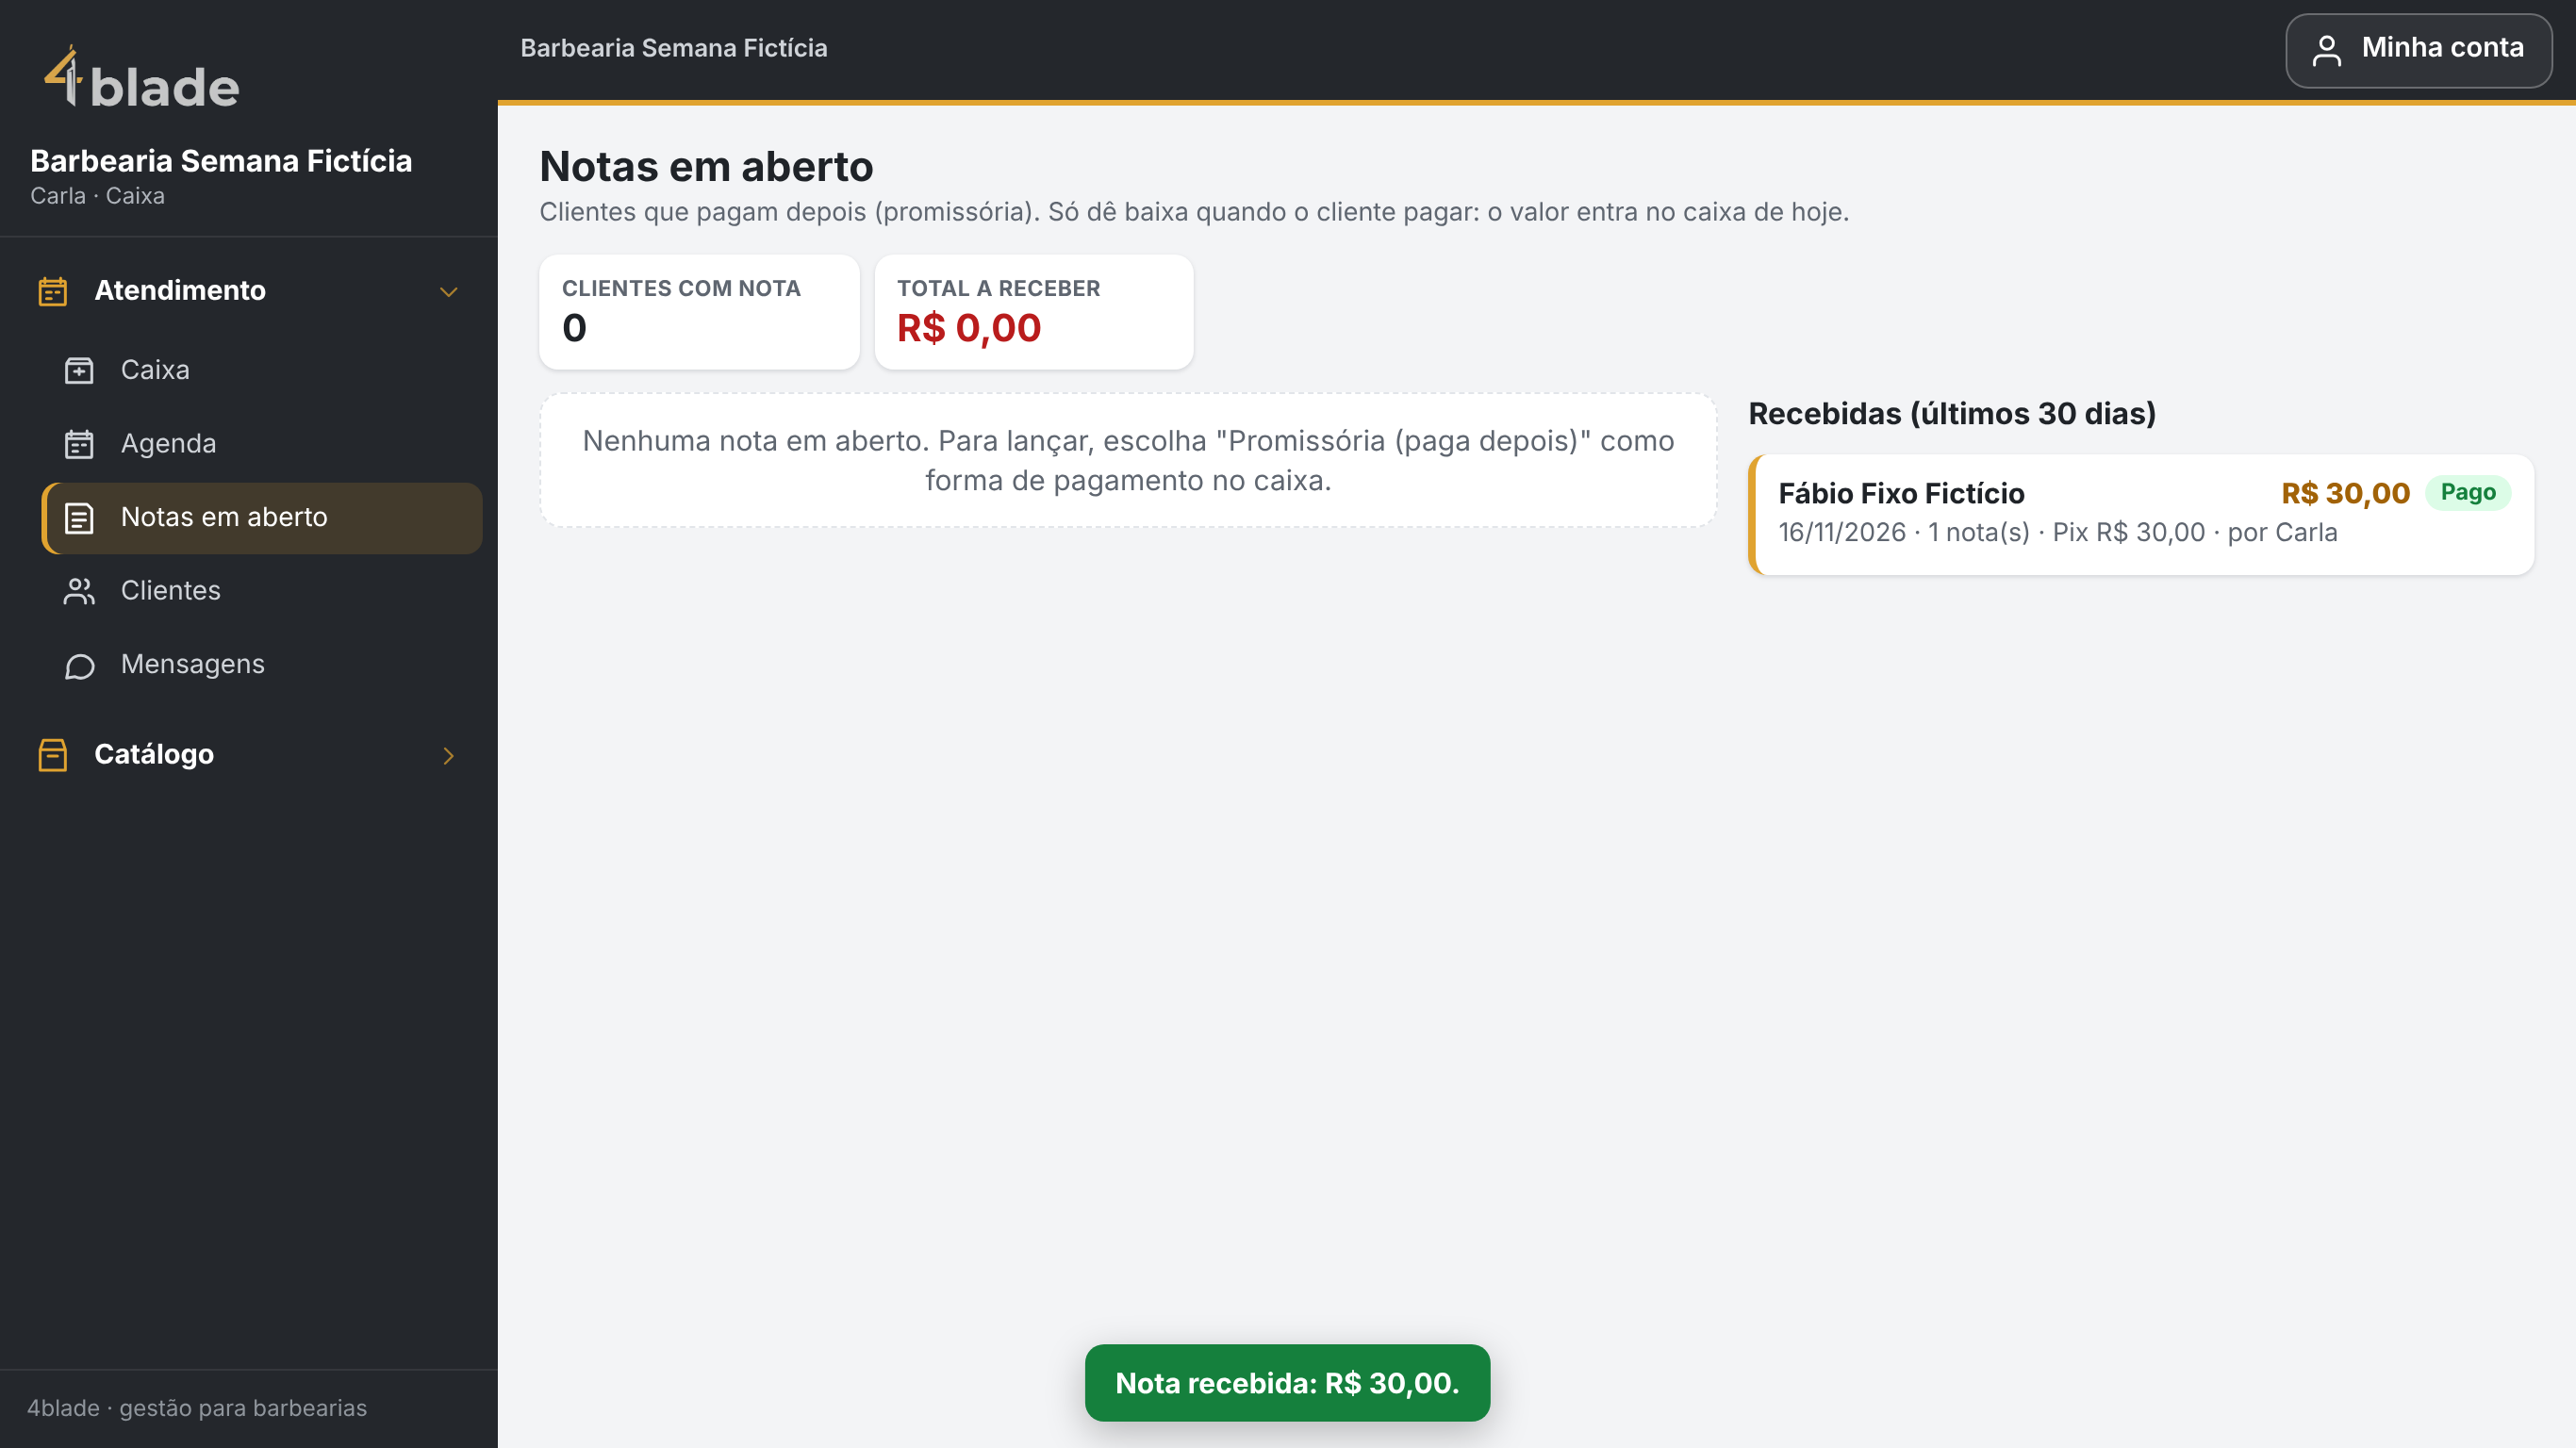 4blade
Barbearia Semana Fictícia
Carla · Caixa
Atendimento
Caixa
Agenda
Notas em aberto
Clientes
Mensagens
Catálogo
4blade · gestão para barbearias
Barbearia Semana Fictícia
Minha conta
Notas em aberto
Clientes que pagam depois (promissória). Só dê baixa quando o cliente pagar: o valor entra no caixa de hoje.
CLIENTES COM NOTA
0
TOTAL A RECEBER
R$ 0,00
Nenhuma nota em aberto. Para lançar, escolha "Promissória (paga depois)" como
forma de pagamento no caixa.
Recebidas (últimos 30 dias)
Fábio Fixo Fictício R$ 30,00 Pago
16/11/2026 · 1 nota(s) · Pix R$ 30,00 · por Carla
Nota recebida: R$ 30,00.